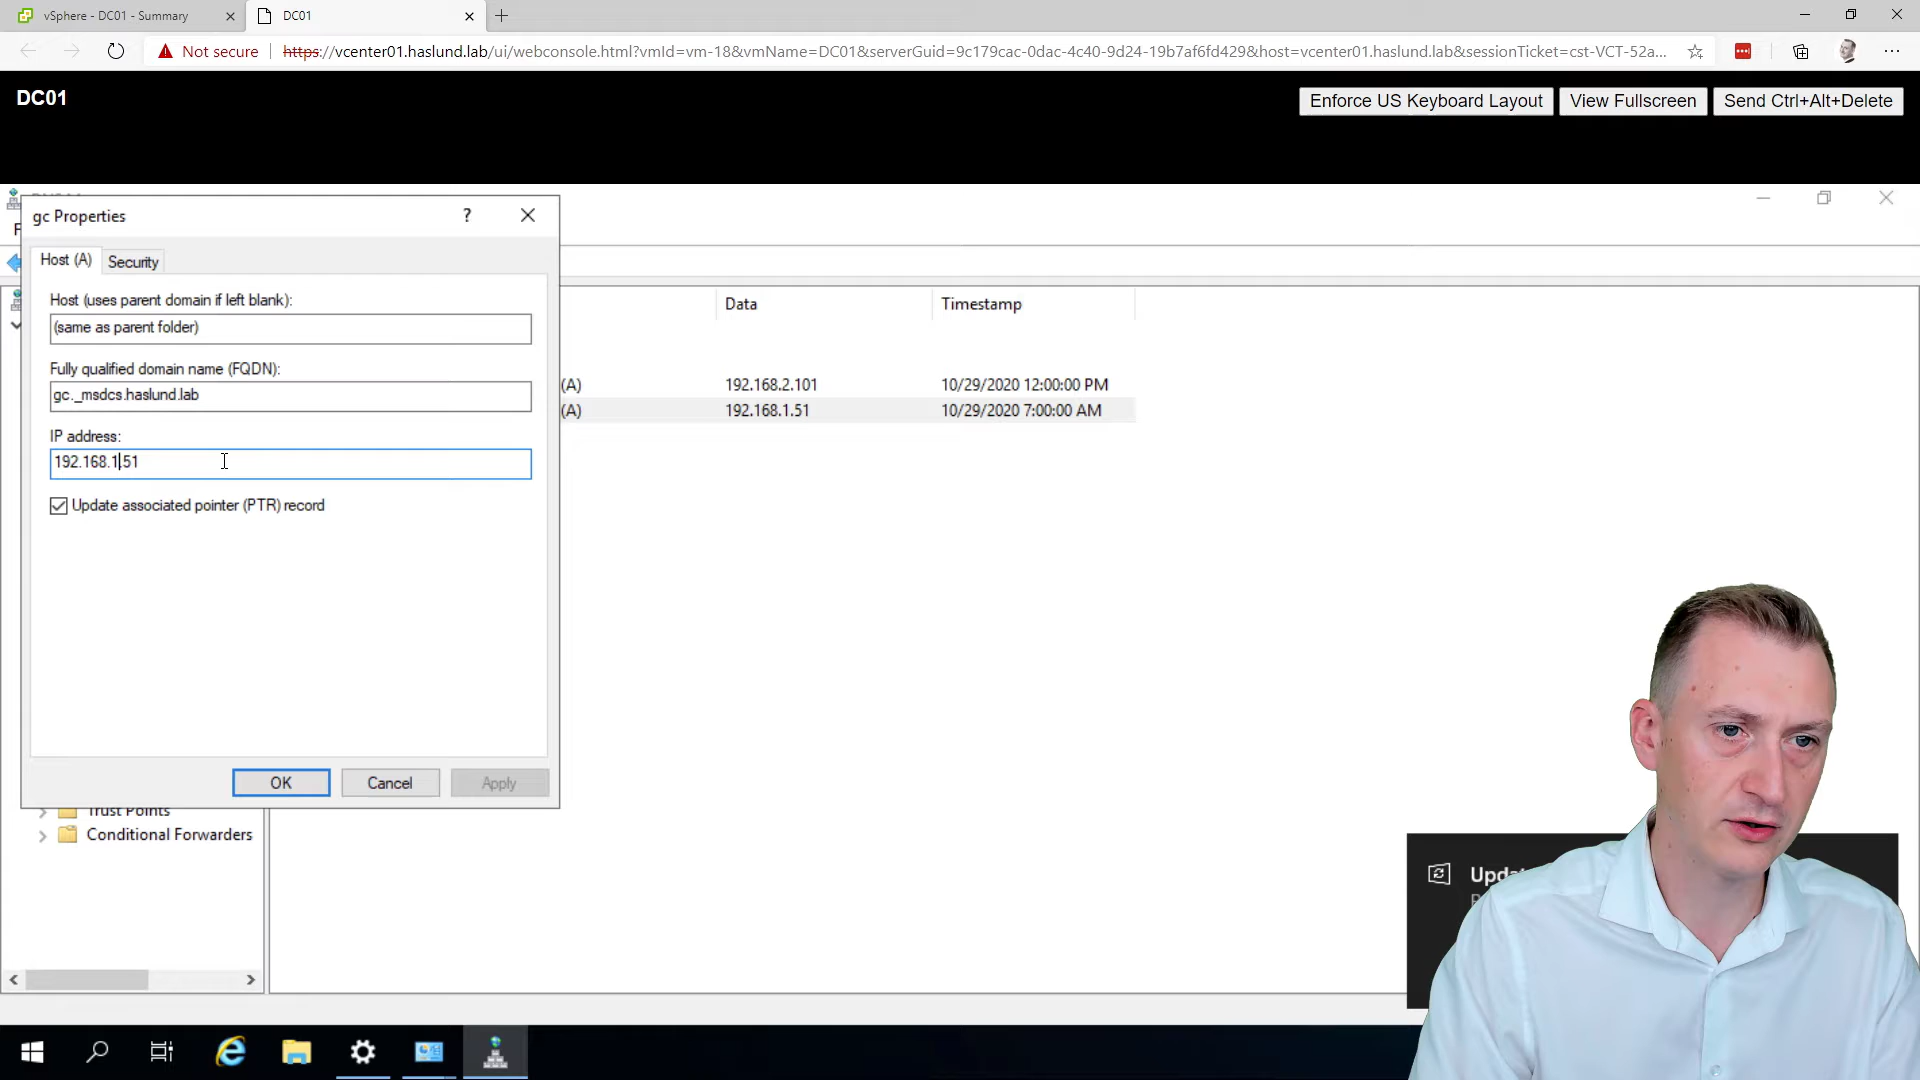 vSphere - DC01 - Summary
DC01
Not secure
https://vcenter01.haslund.lab/ui/webconsole.html?vmId=vm-18&vmName=DC01&serverGuid=9c179cac-0dac-4c40-9d24-19b7af6fd429&host=vcenter01.haslund.lab&sessionTicket=cst-VCT-52a...
DC01
Enforce US Keyboard Layout
View Fullscreen
Send Ctrl+Alt+Delete
gc Properties
?
Host (A)
Security
Host (uses parent domain if left blank):
(same as parent folder)
Fully qualified domain name (FQDN):
gc._msdcs.haslund.lab
IP address:
192.168.1.51
Update associated pointer (PTR) record
OK
Cancel
Apply
Data
Timestamp
(A)
192.168.2.101
10/29/2020 12:00:00 PM
(A)
192.168.1.51
10/29/2020 7:00:00 AM
Trust Points
Conditional Forwarders